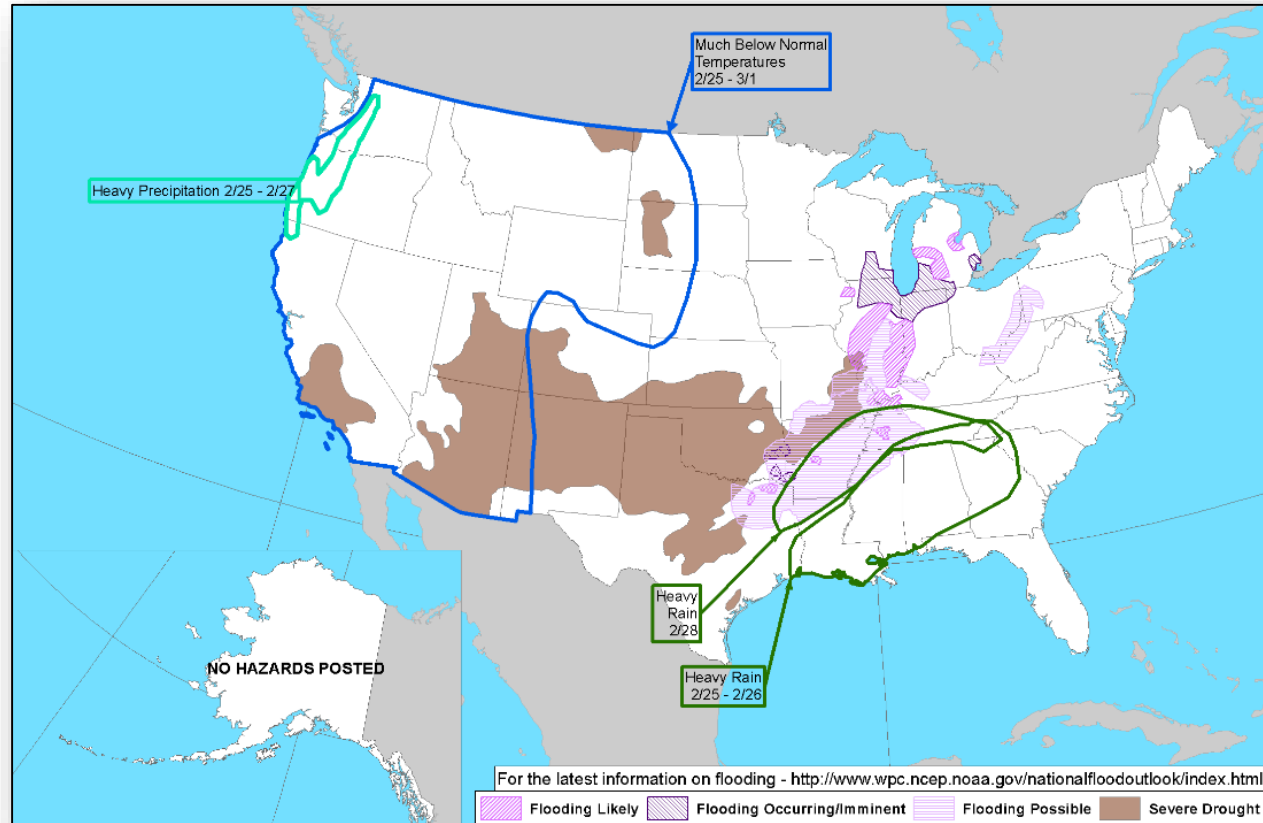 Much Below Normal
Temperatures
2/25 - 3/1
Heavy Precipitation 2/25 - 2/27
Heavy
Rain
2/28
Heavy Rain
2/25 - 2/26
NO HAZARDS POSTED
For the latest information on flooding - http://www.wpc.ncep.noaa.gov/nationalfloodoutlook/index.html
Flooding Likely
Flooding Occurring/Imminent
Flooding Possible
Severe Drought